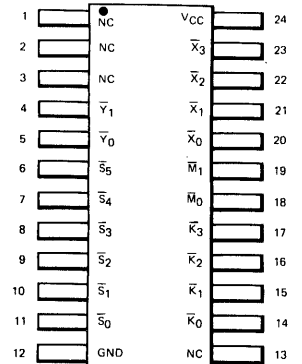 1 NC VCC 24
2 NC X̅3 23
3 NC X̅2 22
4 Y̅1 X̅1 21
5 Y̅0 X̅0 20
6 S̅5 M̅1 19
7 S̅4 M̅0 18
8 S̅3 K̅3 17
9 S̅2 K̅2 16
10 S̅1 K̅1 15
11 S̅0 K̅0 14
12 GND NC 13